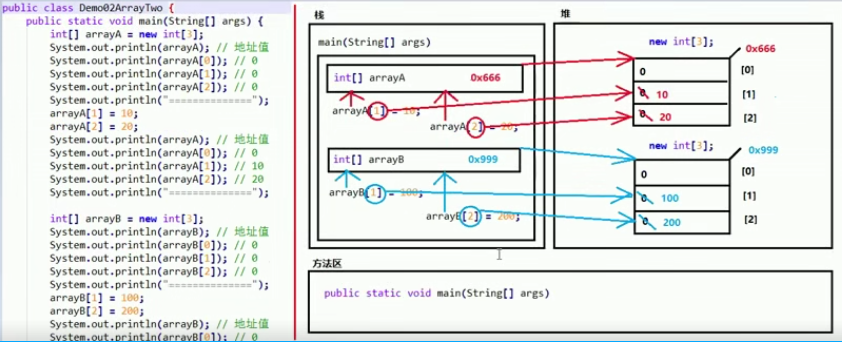 public class Demo02ArrayTwo {
public static void main(String[] args) {
int[] arrayA = new int[3];
System.out.println(arrayA); // 地址值
System.out.println(arrayA[0]); // 0
System.out.println(arrayA[1]); // 0
System.out.println(arrayA[2]); // 0
System.out.println("==============");
arrayA[1] = 10;
arrayA[2] = 20;
System.out.println(arrayA); // 地址值
System.out.println(arrayA[0]); // 0
System.out.println(arrayA[1]); // 10
System.out.println(arrayA[2]); // 20
System.out.println("==============");
int[] arrayB = new int[3];
System.out.println(arrayB); // 地址值
System.out.println(arrayB[0]); // 0
System.out.println(arrayB[1]); // 0
System.out.println(arrayB[2]); // 0
System.out.println("==============");
arrayB[1] = 100;
arrayB[2] = 200;
System.out.println(arrayB); // 地址值
System.out.println(arrayB[0]); // 0
栈
main(String[] args)
int[] arrayA 0x666
arrayA[1] = 10;
arrayA[2] = 20;
int[] arrayB 0x999
arrayB[1] = 100;
arrayB[2] = 200;
堆
new int[3];
0x666
0 [0]
0 10 [1]
0 20 [2]
new int[3];
0x999
0 [0]
0 100 [1]
0 200 [2]
方法区
public static void main(String[] args)